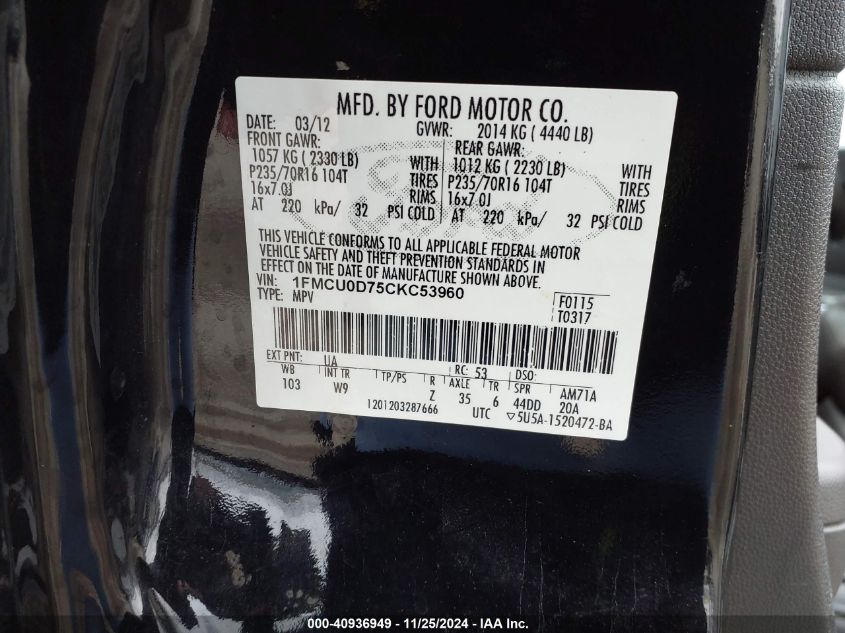 MFD. BY FORD MOTOR CO.
DATE: 03/12 GVWR: 2014 KG ( 4440 LB)
FRONT GAWR: REAR GAWR:
1057 KG ( 2330 LB) WITH 1012 KG ( 2230 LB) WITH
P235/70R16 104T TIRES P235/70R16 104T TIRES
16x7.0J RIMS 16x7.0J RIMS
AT 220 kPa/ 32 PSI COLD AT 220 kPa/ 32 PSI COLD
Ford
THIS VEHICLE CONFORMS TO ALL APPLICABLE FEDERAL MOTOR
VEHICLE SAFETY AND THEFT PREVENTION STANDARDS IN
EFFECT ON THE DATE OF MANUFACTURE SHOWN ABOVE.
VIN: 1FMCU0D75CKC53960 F0115
TYPE: MPV T0317
EXT PNT: UA RC: 53 DSO:
WB INT TR TP/PS R AXLE TR SPR AM71A
103 W9 Z 35 6 44DD 20A
1201203287666 UTC ▽5U5A-1520472-BA
000-40936949 - 11/25/2024 - IAA Inc.